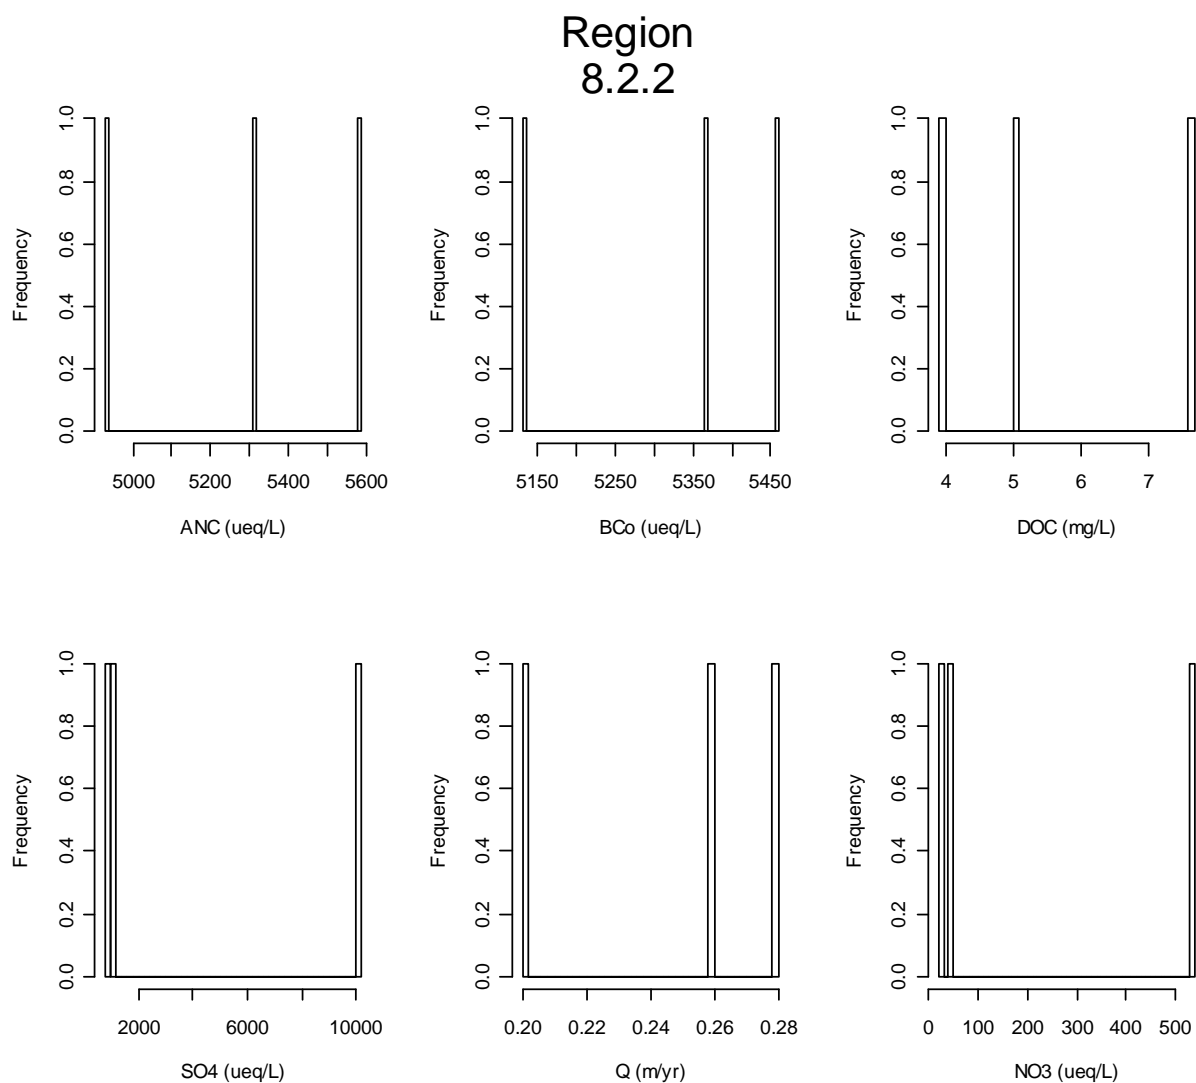 Region
8.2.2
Frequency
0.0 0.2 0.4 0.6 0.8 1.0
5000 5200 5400 5600
ANC (ueq/L)
Frequency
0.0 0.2 0.4 0.6 0.8 1.0
5150 5250 5350 5450
BCo (ueq/L)
Frequency
0.0 0.2 0.4 0.6 0.8 1.0
4 5 6 7
DOC (mg/L)
Frequency
0.0 0.2 0.4 0.6 0.8 1.0
2000 6000 10000
SO4 (ueq/L)
Frequency
0.0 0.2 0.4 0.6 0.8 1.0
0.20 0.22 0.24 0.26 0.28
Q (m/yr)
Frequency
0.0 0.2 0.4 0.6 0.8 1.0
0 100 200 300 400 500
NO3 (ueq/L)